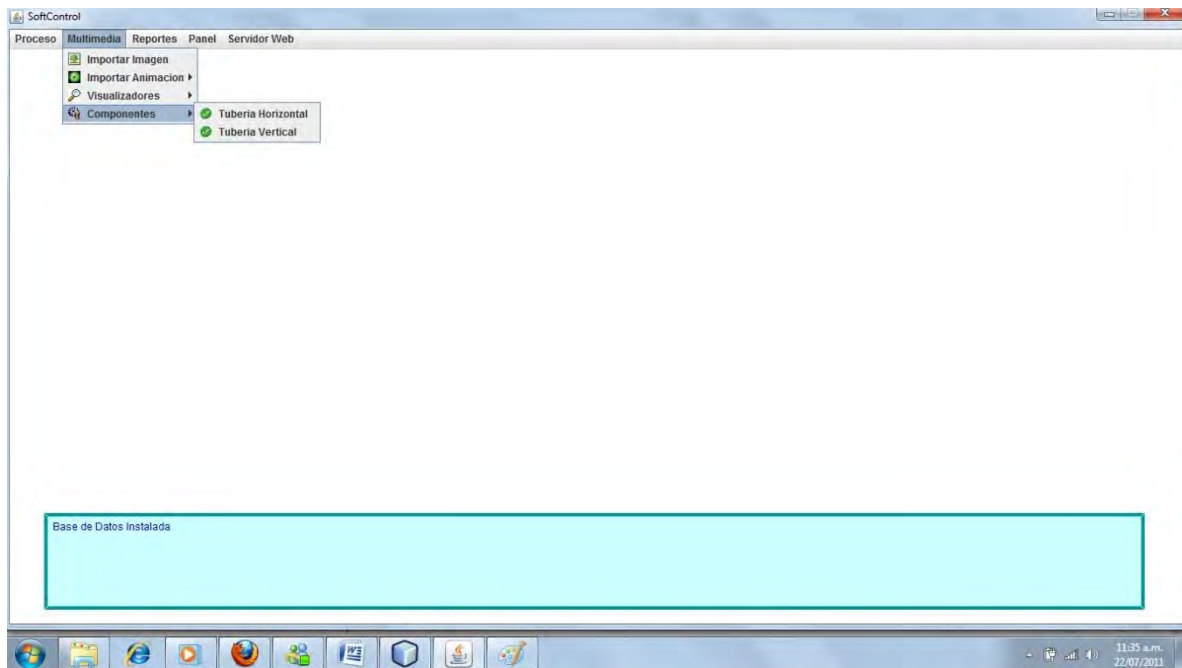 SoftControl
Proceso Multimedia Reportes Panel Servidor Web
Importar Imagen
Importar Animacion
Visualizadores
Componentes
Tuberia Horizontal
Tuberia Vertical
Base de Datos Instalada
11:35 a.m.
22/07/2011